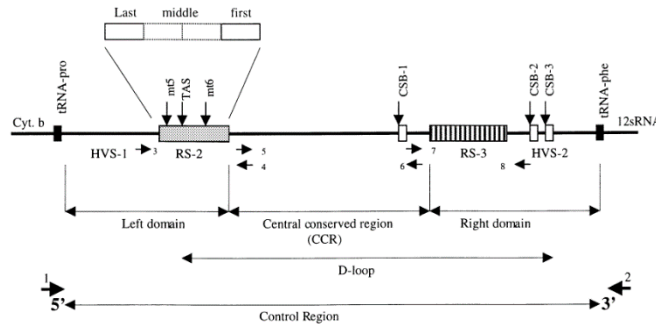 Last middle first
tRNA-pro
mt5
TAS
mt6
CSB-1
CSB-2
CSB-3
tRNA-phe
Cyt. b
12sRNA
HVS-1 3 RS-2 5 7 RS-3 HVS-2
4 6 8
Left domain Central conserved region Right domain
(CCR)
D-loop
1 2
5’ 3’
Control Region